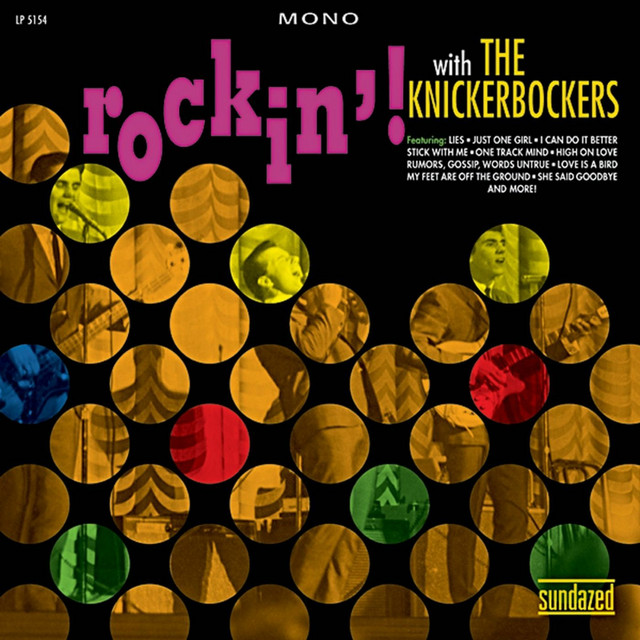 LP 5154
MONO
rockin'!
with THE
KNICKERBOCKERS
Featuring: LIES • JUST ONE GIRL • I CAN DO IT BETTER
STICK WITH ME • ONE TRACK MIND • HIGH ON LOVE
RUMORS, GOSSIP, WORDS UNTRUE • LOVE IS A BIRD
MY FEET ARE OFF THE GROUND • SHE SAID GOODBYE
AND MORE!
sundazed